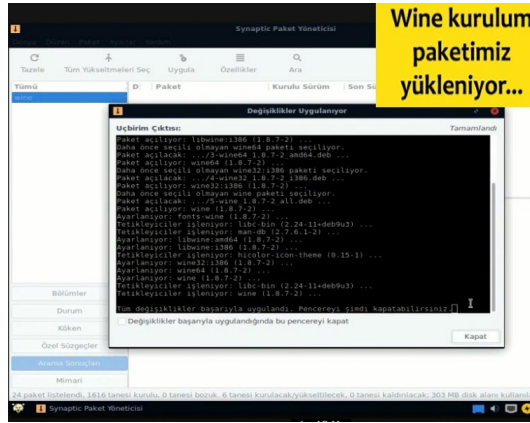 Synaptic Paket Yöneticisi
Wine kurulum
paketimiz
yükleniyor...
Tazele Tüm Yükseltmeleri Seç Uygula Özellikler Ara
Tümü D Paket Kurulu Sürüm Son Sü
wine
Değişiklikler Uygulanıyor
Uçbirim Çıktısı: Tamamlandı
Paket açılıyor: libwine:i386 (1.8.7-2) ...
Daha önce seçili olmayan wine64 paketi seçiliyor.
Paket açılacak: .../3-wine64_1.8.7-2_amd64.deb ...
Paket açılıyor: wine64 (1.8.7-2) ...
Daha önce seçili olmayan wine32:i386 paketi seçiliyor.
Paket açılacak: .../4-wine32_1.8.7-2_i386.deb ...
Paket açılıyor: wine32:i386 (1.8.7-2) ...
Daha önce seçili olmayan wine paketi seçiliyor.
Paket açılacak: .../5-wine_1.8.7-2_all.deb ...
Paket açılıyor: wine (1.8.7-2) ...
Ayarlanıyor: fonts-wine (1.8.7-2) ...
Tetikleyiciler işleniyor: libc-bin (2.24-11+deb9u3) ...
Tetikleyiciler işleniyor: man-db (2.7.6.1-2) ...
Ayarlanıyor: libwine:amd64 (1.8.7-2) ...
Ayarlanıyor: libwine:i386 (1.8.7-2) ...
Tetikleyiciler işleniyor: hicolor-icon-theme (0.15-1) ...
Ayarlanıyor: wine32:i386 (1.8.7-2) ...
Ayarlanıyor: wine64 (1.8.7-2) ...
Ayarlanıyor: wine (1.8.7-2) ...
Tetikleyiciler işleniyor: libc-bin (2.24-11+deb9u3) ...
Tetikleyiciler işleniyor: wine (1.8.7-2) ...
Tüm değişiklikler başarıyla uygulandı. Pencereyi şimdi kapatabilirsiniz.
Değişiklikler başarıyla uygulandığında bu pencereyi kapat
Kapat
Bölümler
Durum
Köken
Özel Süzgeçler
Arama Sonuçları
Mimari
24 paket listelendi, 1616 tanesi kurulu, 0 tanesi bozuk. 6 tanesi kurulacak/yükseltilecek, 0 tanesi kaldırılacak; 303 MB disk alanı
Synaptic Paket Yöneticisi